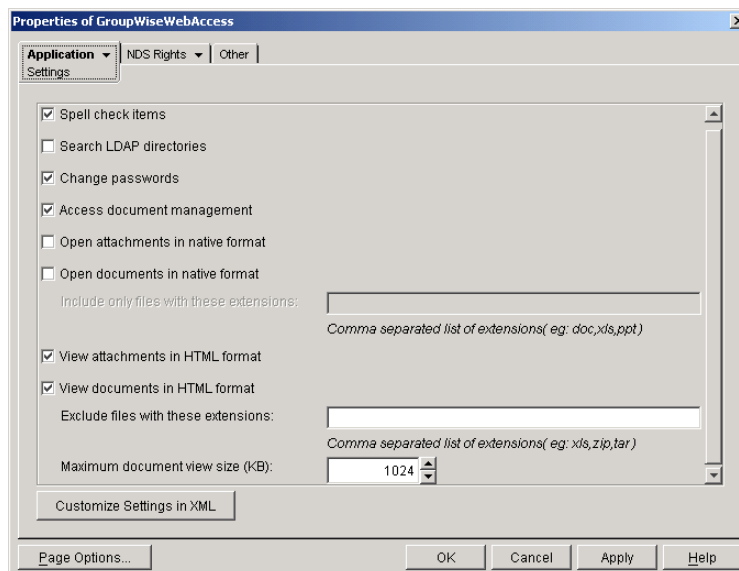 Properties of GroupWiseWebAccess
Application NDS Rights Other
Settings
Spell check items
Search LDAP directories
Change passwords
Access document management
Open attachments in native format
Open documents in native format
Include only files with these extensions:
Comma separated list of extensions( eg: doc,xls,ppt )
View attachments in HTML format
View documents in HTML format
Exclude files with these extensions:
Comma separated list of extensions( eg: xls,zip,tar )
Maximum document view size (KB): 1024
Customize Settings in XML
Page Options... OK Cancel Apply Help